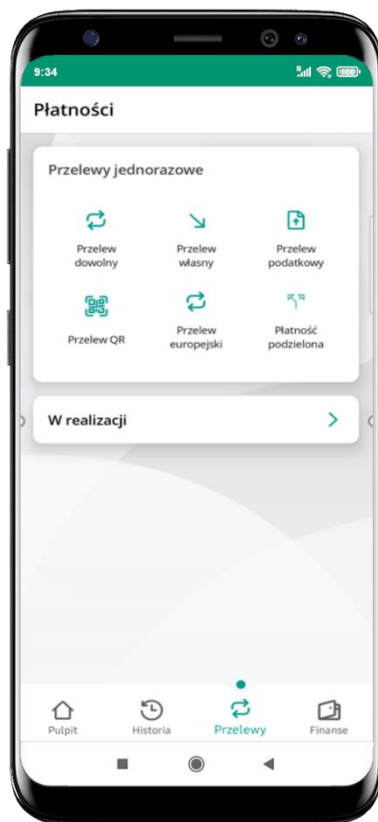 9:34
Płatności
Przelewy jednorazowe
Przelew
dowolny
Przelew
własny
Przelew
podatkowy
Przelew QR
Przelew
europejski
Płatność
podzielona
W realizacji
Pulpit
Historia
Przelewy
Finanse